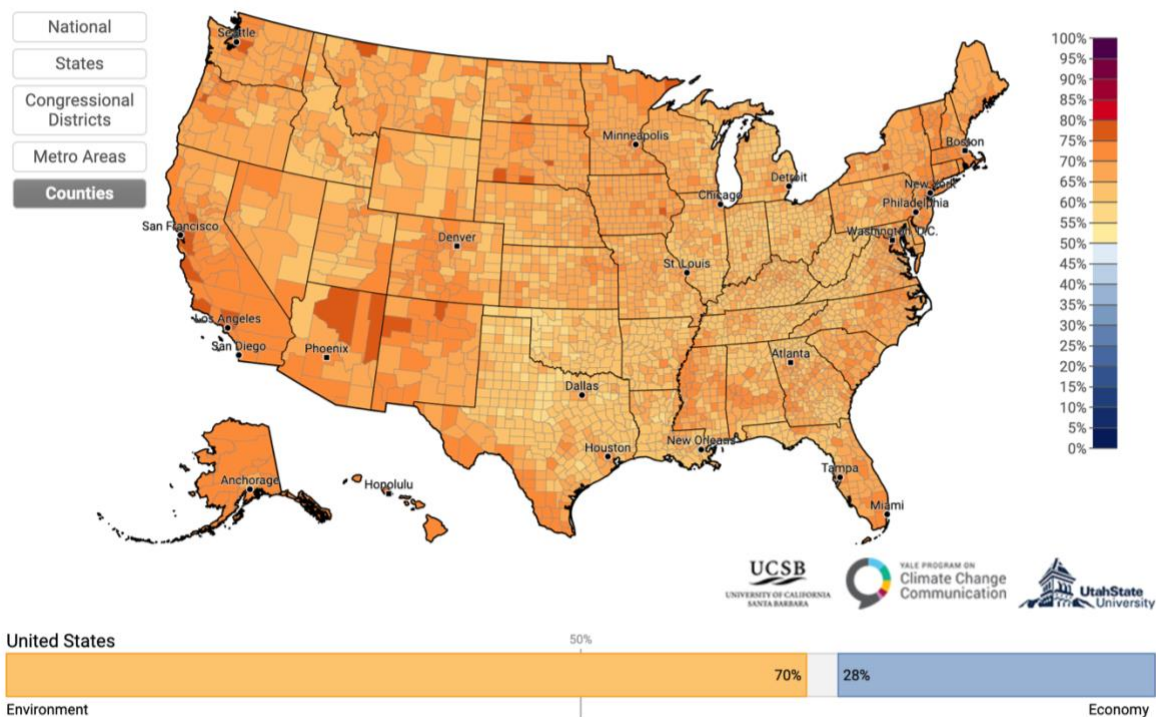 National
States
Congressional
Districts
Metro Areas
Counties
Seattle
Minneapolis
Boston
Detroit
New York
Chicago
Philadelphia
San Francisco
Denver
Washington, D.C.
St. Louis
Los Angeles
San Diego
Phoenix
Atlanta
Dallas
New Orleans
Houston
Tampa
Anchorage
Honolulu
Miami
100%
95%
90%
85%
80%
75%
70%
65%
60%
55%
50%
45%
40%
35%
30%
25%
20%
15%
10%
5%
0%
UCSB
UNIVERSITY OF CALIFORNIA
SANTA BARBARA
YALE PROGRAM ON
Climate Change
Communication
UtahState
University
United States
50%
70%
28%
Environment
Economy